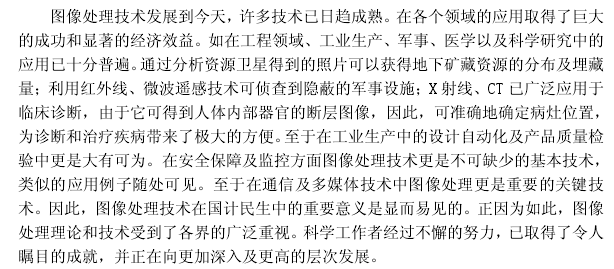 图像处理技术发展到今天，许多技术已日趋成熟。在各个领域的应用取得了巨大
的成功和显著的经济效益。如在工程领域、工业生产、军事、医学以及科学研究中的
应用已十分普遍。通过分析资源卫星得到的照片可以获得地下矿藏资源的分布及埋藏
量；利用红外线、微波遥感技术可侦查到隐蔽的军事设施；X 射线、CT 已广泛应用于
临床诊断，由于它可得到人体内部器官的断层图像，因此，可准确地确定病灶位置，
为诊断和治疗疾病带来了极大的方便。至于在工业生产中的设计自动化及产品质量检
验中更是大有可为。在安全保障及监控方面图像处理技术更是不可缺少的基本技术，
类似的应用例子随处可见。至于在通信及多媒体技术中图像处理更是重要的关键技
术。因此，图像处理技术在国计民生中的重要意义是显而易见的。正因为如此，图像
处理理论和技术受到了各界的广泛重视。科学工作者经过不懈的努力，已取得了令人
瞩目的成就，并正在向更加深入及更高的层次发展。